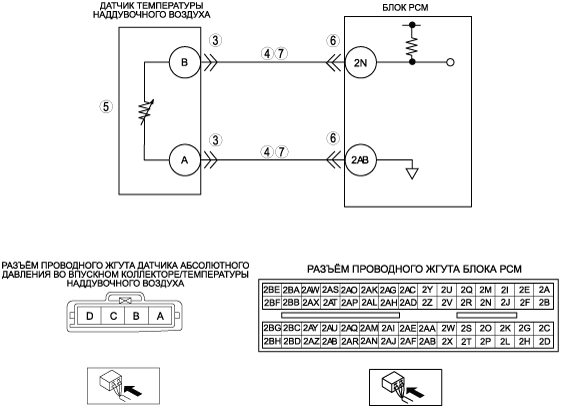 ДАТЧИК ТЕМПЕРАТУРЫ
НАДДУВОЧНОГО ВОЗДУХА
БЛОК PCM
3
6
B
4 7
2N
5
3
6
A
4 7
2AB
РАЗЪЁМ ПРОВОДНОГО ЖГУТА ДАТЧИКА АБСОЛЮТНОГО
ДАВЛЕНИЯ ВО ВПУСКНОМ КОЛЛЕКТОРЕ/ТЕМПЕРАТУРЫ
НАДДУВОЧНОГО ВОЗДУХА
D C B A
РАЗЪЁМ ПРОВОДНОГО ЖГУТА БЛОКА PCM
2BE 2BA 2AW 2AS 2AO 2AK 2AG 2AC 2Y 2U 2Q 2M 2I 2E 2A
2BF 2BB 2AX 2AT 2AP 2AL 2AH 2AD 2Z 2V 2R 2N 2J 2F 2B
2BG 2BC 2AY 2AU 2AQ 2AM 2AI 2AE 2AA 2W 2S 2O 2K 2G 2C
2BH 2BD 2AZ 2AB 2AR 2AN 2AJ 2AF 2AB 2X 2T 2P 2L 2H 2D